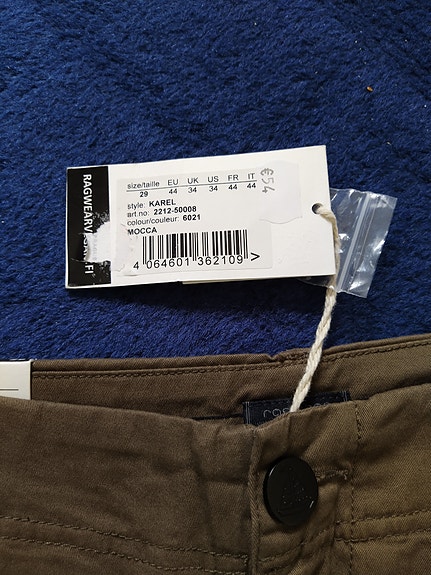 size/taille EU UK US FR IT
29 44 34 34 44 44
style: KAREL
art.no: 2212-50008
colour/couleur: 6021
MOCCA
4 064601 362109 >
€54